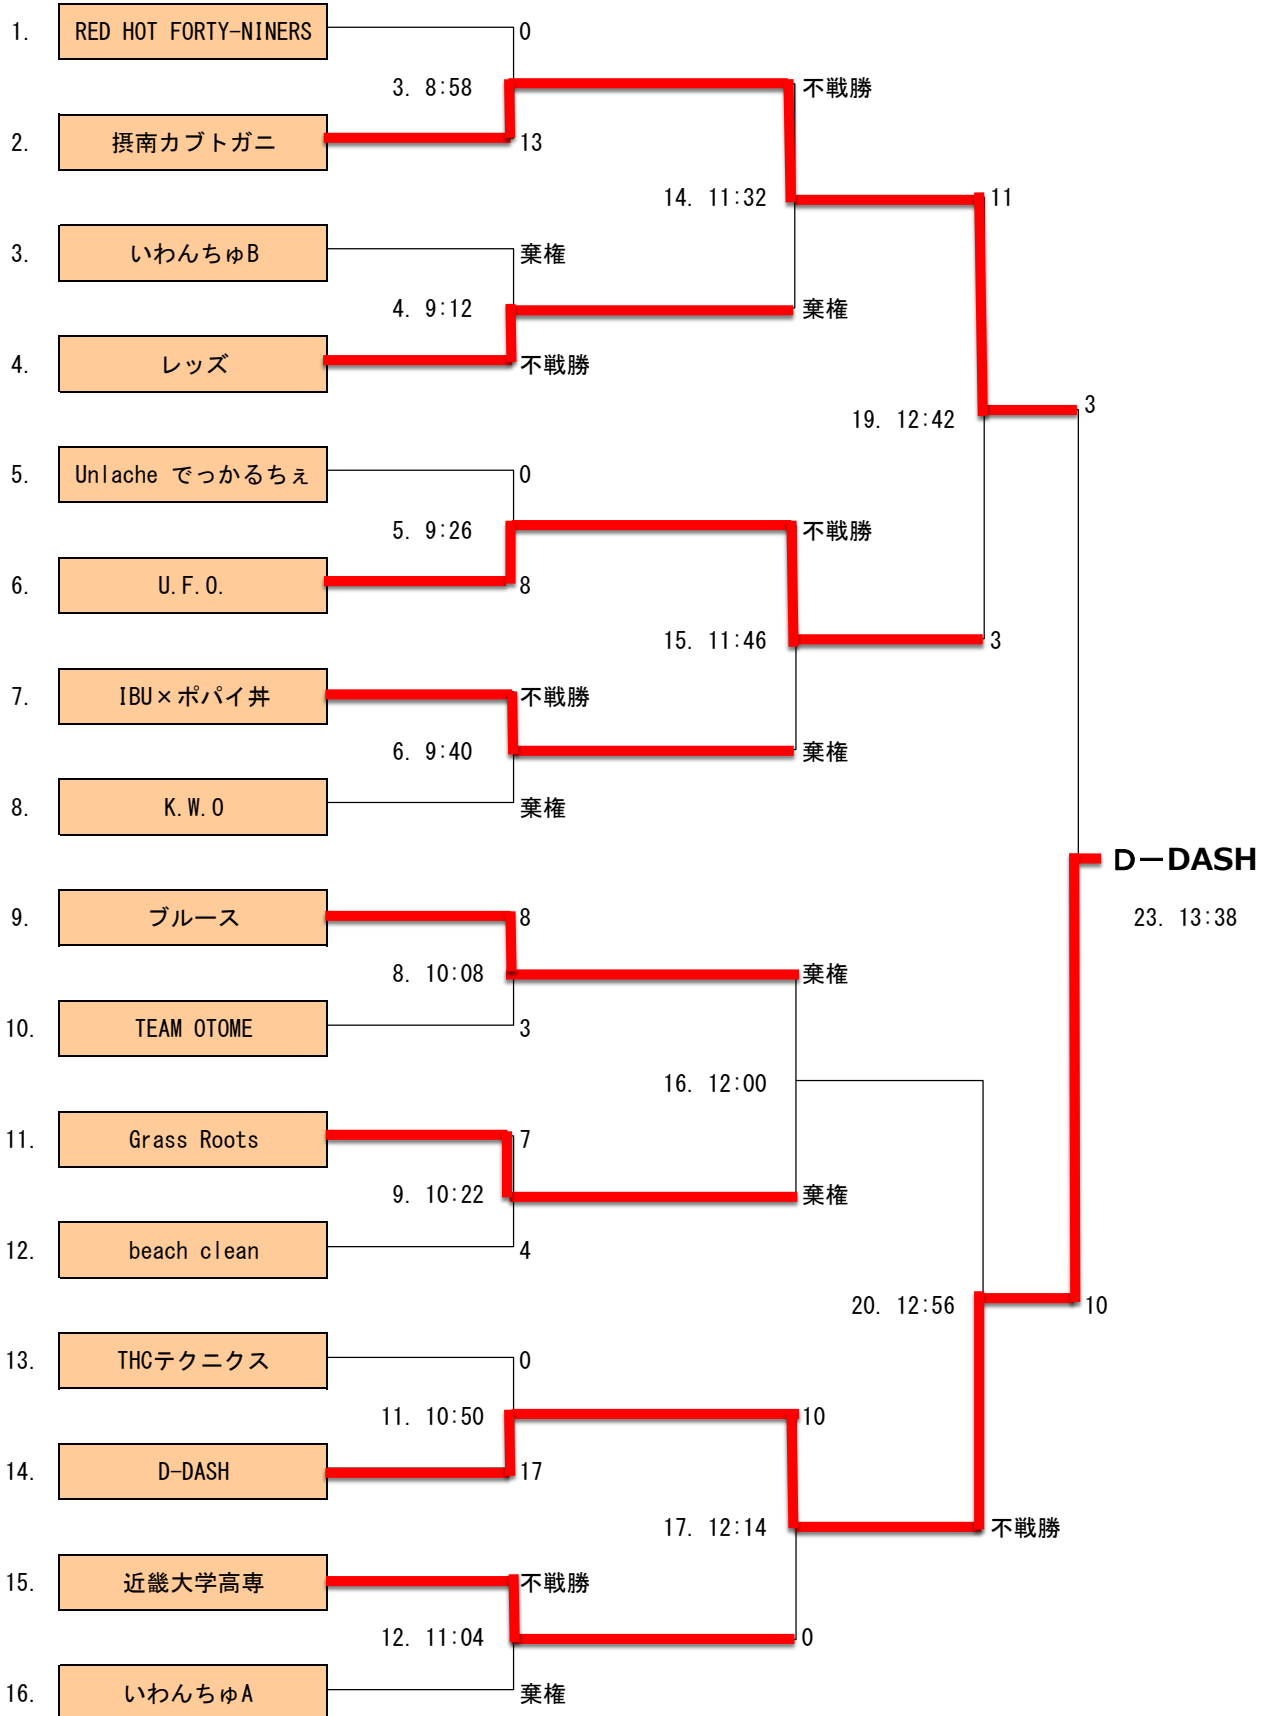 1. RED HOT FORTY-NINERS 0
3. 8:58 不戦勝
2. 摂南カブトガニ 13
14. 11:32 11
3. いわんちゅB 棄権
4. 9:12 棄権
4. レッズ 不戦勝
19. 12:42 3
5. Unlache でっかるちぇ 0
5. 9:26 不戦勝
6. U.F.O. 8
15. 11:46 3
7. IBU×ポパイ丼 不戦勝
6. 9:40 棄権
8. K.W.O 棄権
D－DASH
9. ブルース 8 23. 13:38
8. 10:08 棄権
10. TEAM OTOME 3
16. 12:00
11. Grass Roots 7
9. 10:22 棄権
12. beach clean 4
20. 12:56 10
13. THCテクニクス 0
11. 10:50 10
14. D-DASH 17
17. 12:14 不戦勝
15. 近畿大学高専 不戦勝
12. 11:04 0
16. いわんちゅA 棄権